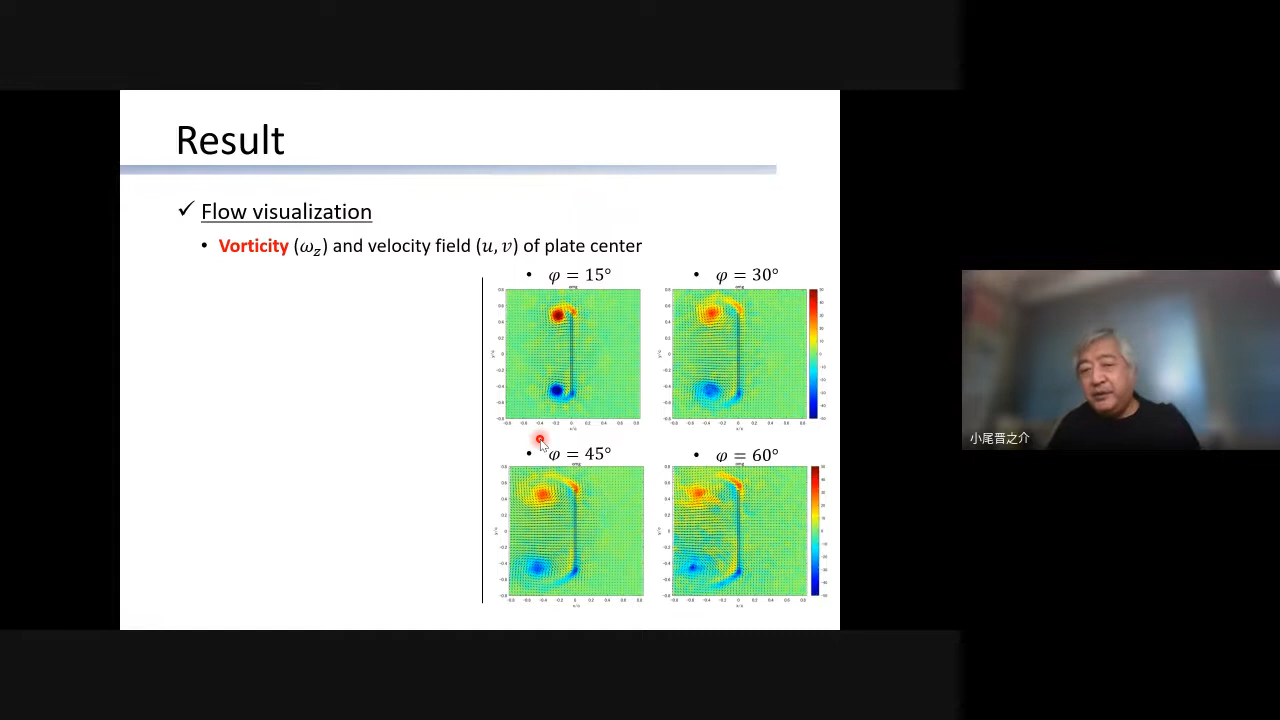 Result
✓ Flow visualization
• Vorticity (ω_z) and velocity field (u, v) of plate center
• φ = 15°
• φ = 30°
小尾晋之介
• φ = 45°
• φ = 60°